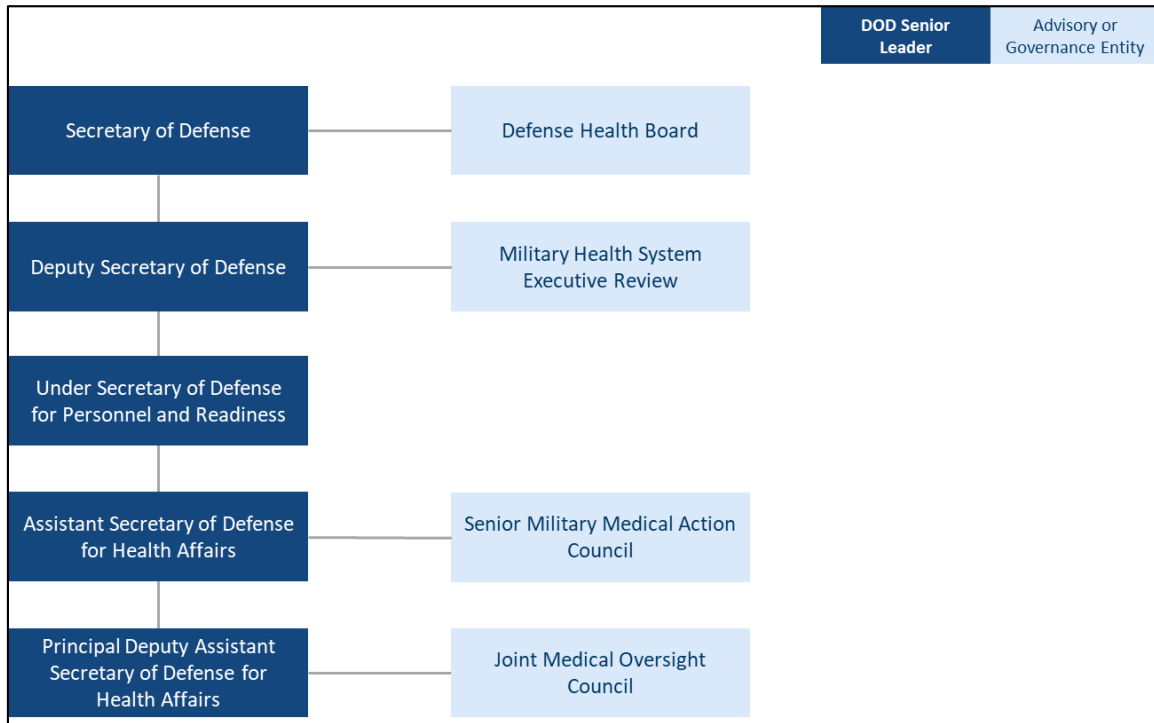 DOD Senior
Leader
Advisory or
Governance Entity
Secretary of Defense
Defense Health Board
Deputy Secretary of Defense
Military Health System
Executive Review
Under Secretary of Defense
for Personnel and Readiness
Assistant Secretary of Defense
for Health Affairs
Senior Military Medical Action
Council
Principal Deputy Assistant
Secretary of Defense for
Health Affairs
Joint Medical Oversight
Council